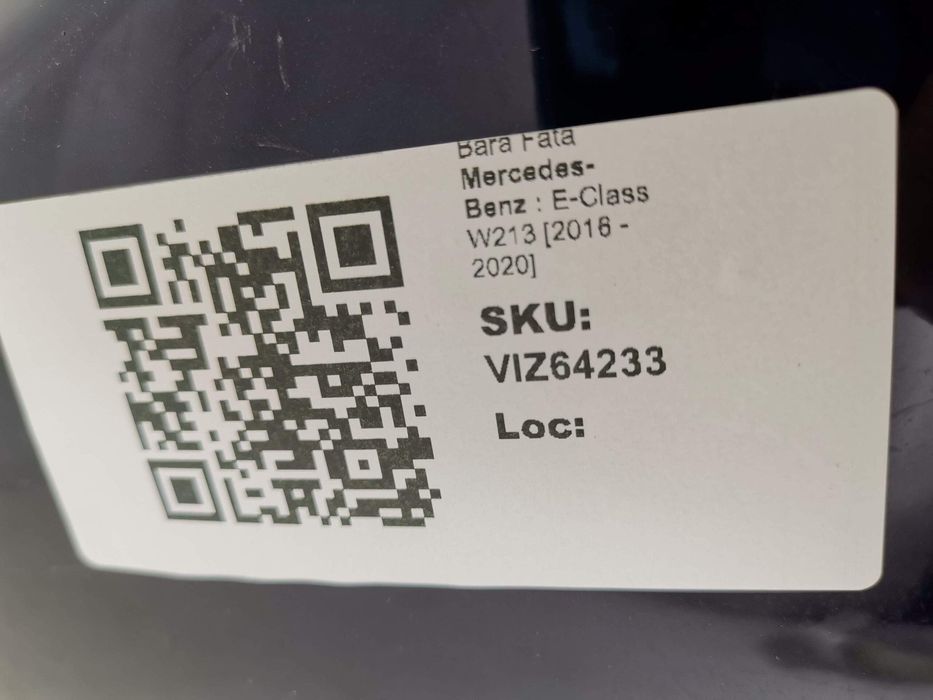 Bara Fata
Mercedes-
Benz : E-Class
W213 [2016 -
2020]
SKU:
VIZ64233
Loc: